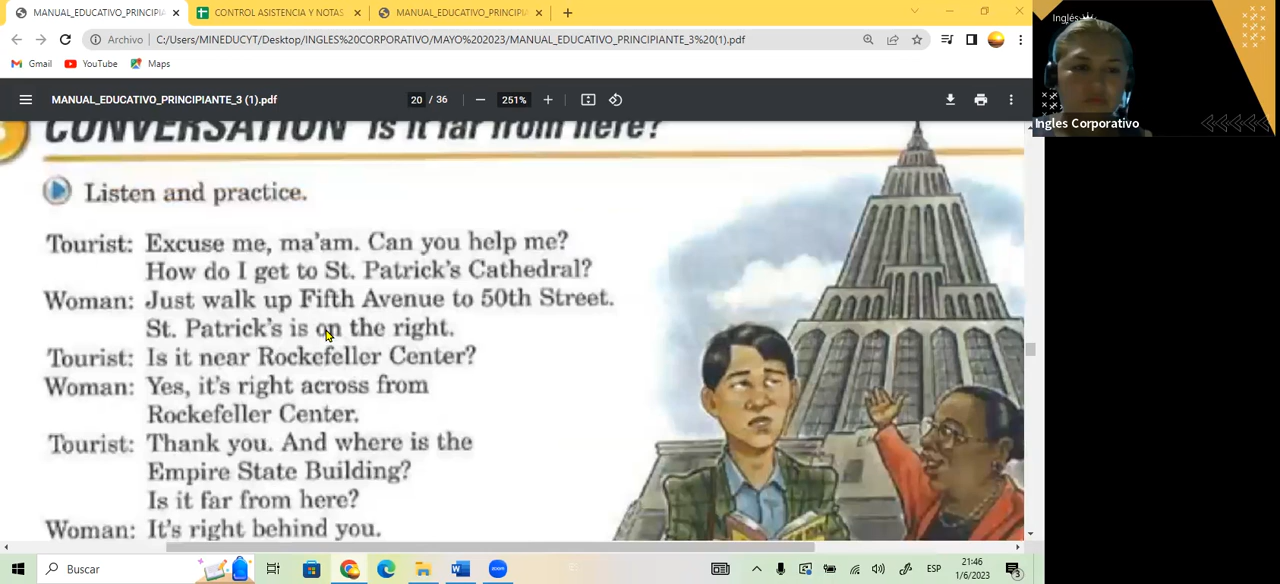 MANUAL_EDUCATIVO_PRINCIPIA
CONTROL ASISTENCIA Y NOTAS
MANUAL_EDUCATIVO_PRINCIPIA
Archivo
C:/Users/MINEDUCYT/Desktop/INGLES%20CORPORATIVO/MAYO%202023/MANUAL_EDUCATIVO_PRINCIPIANTE_3%20(1).pdf
Gmail
YouTube
Maps
MANUAL_EDUCATIVO_PRINCIPIANTE_3 (1).pdf
20 / 36
251%
CONVERSATION Is it far from here?
Listen and practice.
Tourist: Excuse me, ma'am. Can you help me?
How do I get to St. Patrick's Cathedral?
Woman: Just walk up Fifth Avenue to 50th Street.
St. Patrick's is on the right.
Tourist: Is it near Rockefeller Center?
Woman: Yes, it's right across from
Rockefeller Center.
Tourist: Thank you. And where is the
Empire State Building?
Is it far from here?
Woman: It's right behind you.
Inglés
Ingles Corporativo
Buscar
zoom
ESP
21:46
1/6/2023
3